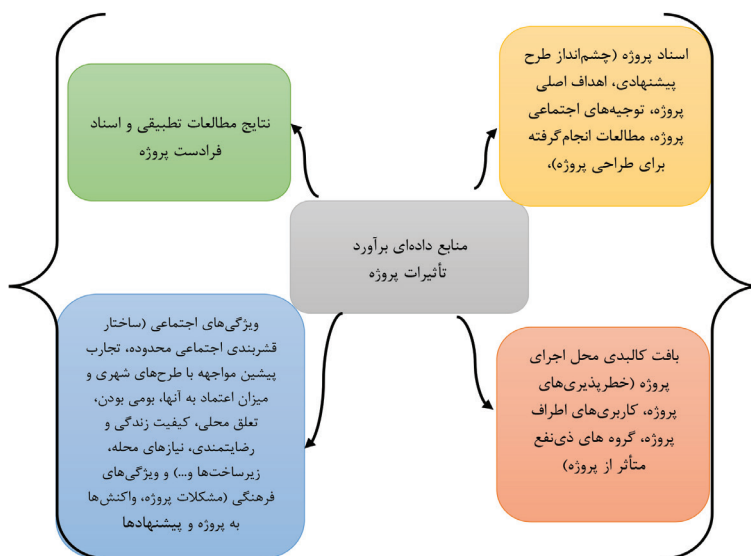 اسناد پروژه (چشم‌انداز طرح
پیشنهادی، اهداف اصلی
پروژه، توجیه‌های اجتماعی
پروژه، مطالعات انجام‌گرفته
برای طراحی پروژه)،
نتایج مطالعات تطبیقی و اسناد
فرادست پروژه
منابع داده‌ای برآورد
تأثیرات پروژه
بافت کالبدی محل اجرای
پروژه (خطرپذیری‌های
پروژه، کاربری‌های اطراف
پروژه، گروه های ذی‌نفع
متأثر از پروژه)
ویژگی‌های اجتماعی (ساختار
قشربندی اجتماعی محدوده، تجارب
پیشین مواجهه با طرح‌های شهری و
میزان اعتماد به آنها، بومی بودن،
تعلق محلی، کیفیت زندگی و
رضایتمندی، نیازهای محله،
زیرساخت‌ها و...) و ویژگی‌های
فرهنگی (مشکلات پروژه، واکنش‌ها
به پروژه و پیشنهادها